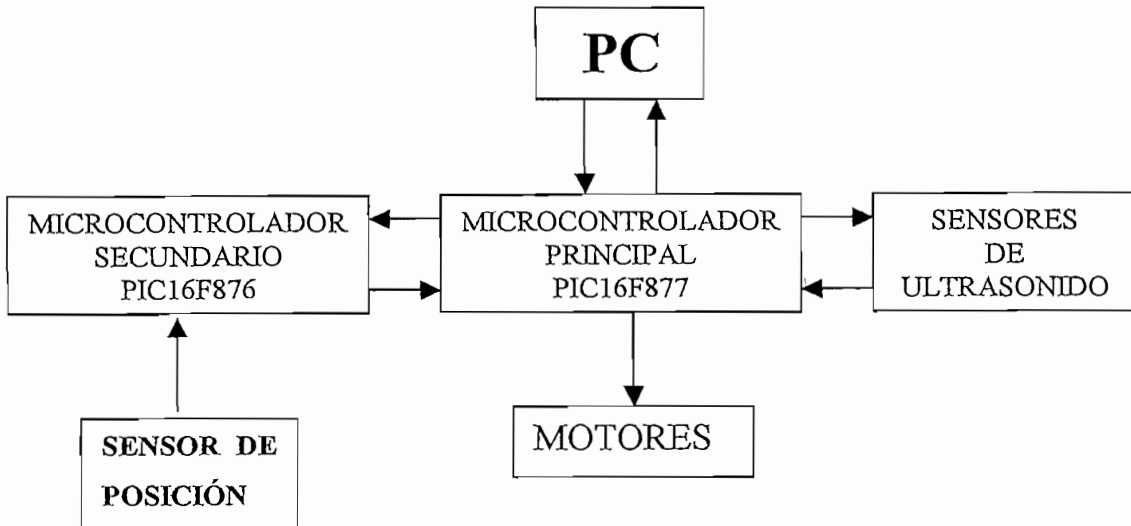 PC
MICROCONTROLADOR
SECUNDARIO
PIC16F876
MICROCONTROLADOR
PRINCIPAL
PIC16F877
SENSORES
DE
ULTRASONIDO
SENSOR DE
POSICIÓN
MOTORES